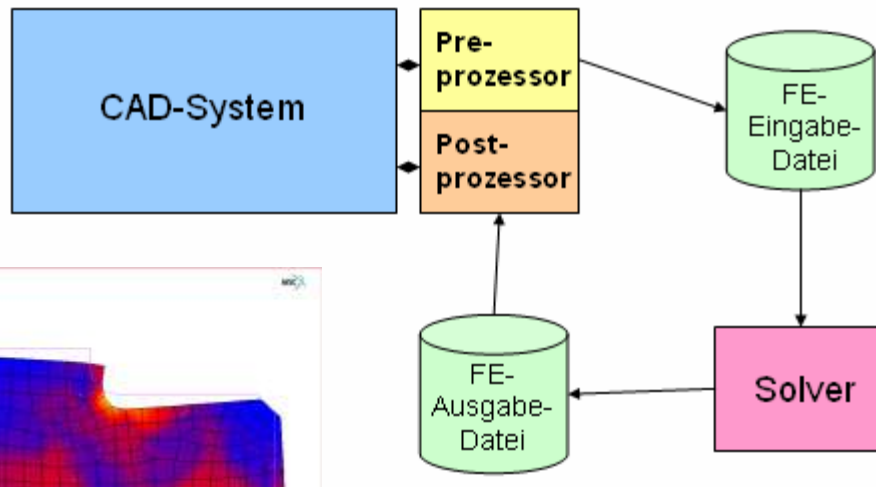 CAD-System
Pre-
prozessor
Post-
prozessor
FE-
Eingabe-
Datei
Solver
FE-
Ausgabe-
Datei